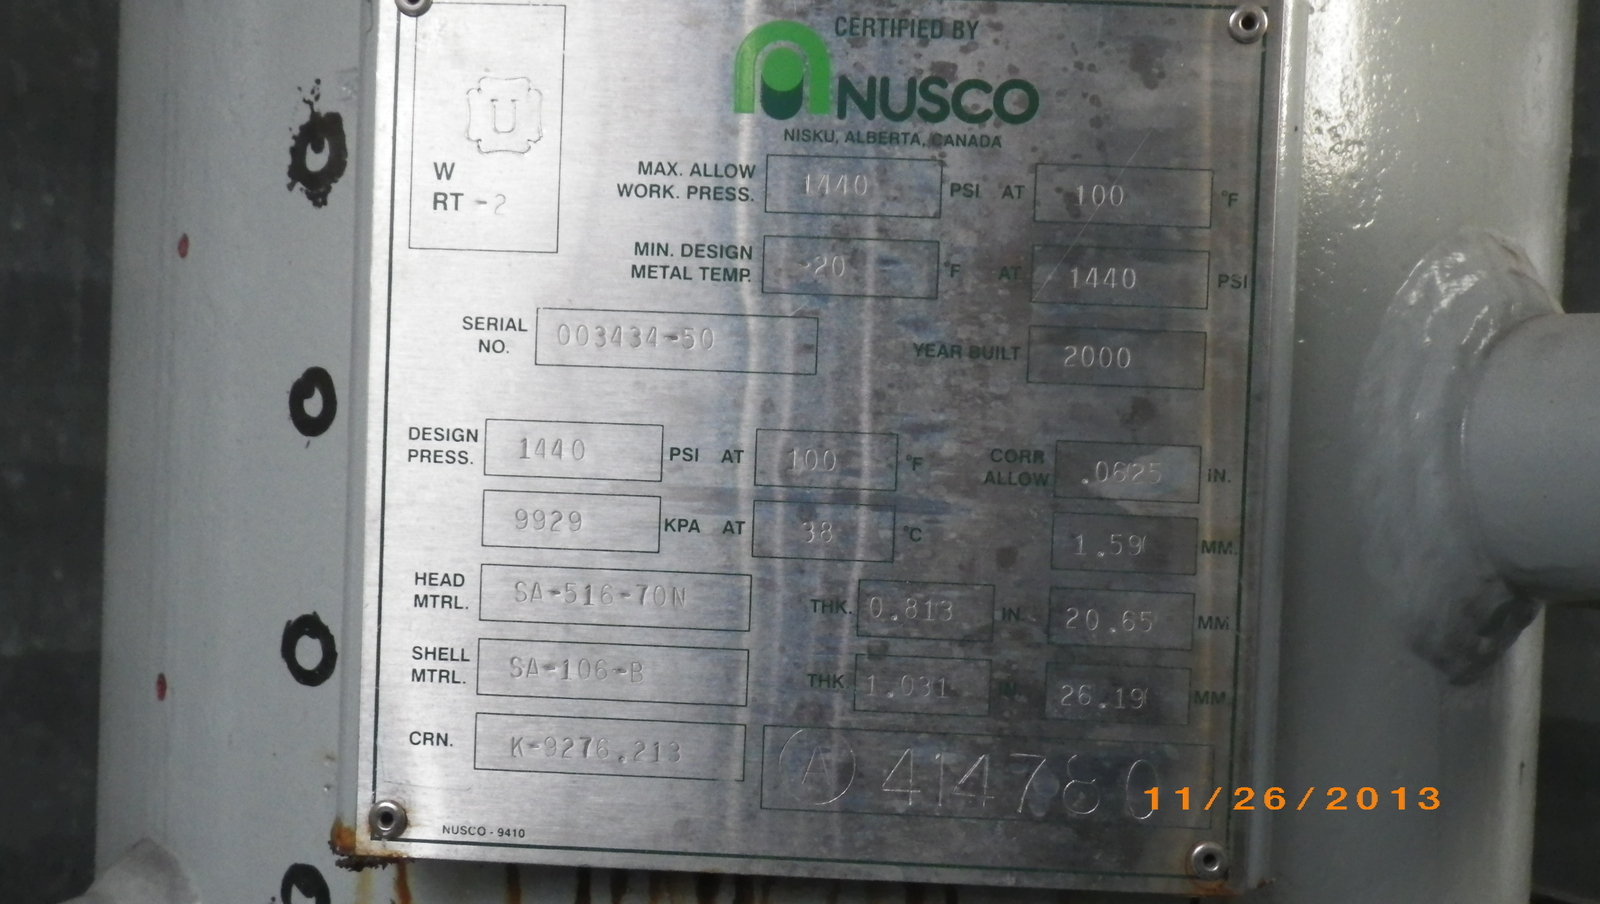 CERTIFIED BY
NUSCO
NISKU, ALBERTA, CANADA
U
W
RT -2
MAX. ALLOW WORK. PRESS. 1440 PSI AT 100 °F
MIN. DESIGN METAL TEMP. -20 °F AT 1440 PSI
SERIAL NO. 003434-50 YEAR BUILT 2000
DESIGN PRESS. 1440 PSI AT 100 °F CORR ALLOW .0625 IN.
9929 KPA AT 38 °C 1.59 MM.
HEAD MTRL. SA-516-70N THK. 0.813 IN 20.65 MM
SHELL MTRL. SA-106-B THK 1.031 IN 26.19 MM
CRN. K-9276.213 A 414780
NUSCO - 9410
11/26/2013